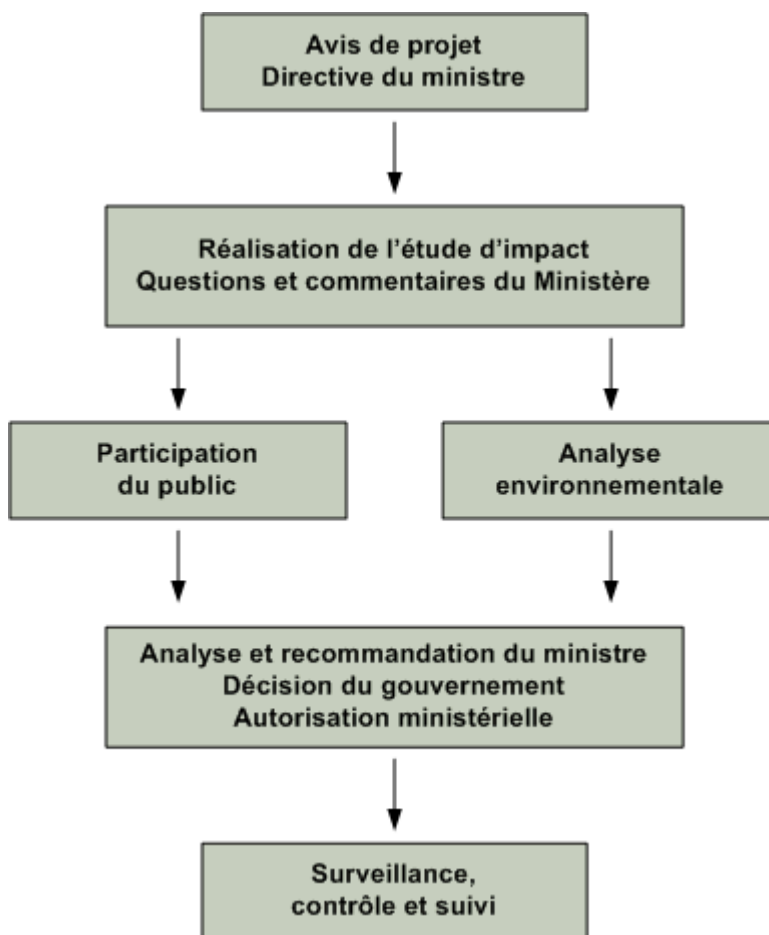 Avis de projet
Directive du ministre
Réalisation de l'étude d'impact
Questions et commentaires du Ministère
Participation
du public
Analyse
environnementale
Analyse et recommandation du ministre
Décision du gouvernement
Autorisation ministérielle
Surveillance,
contrôle et suivi